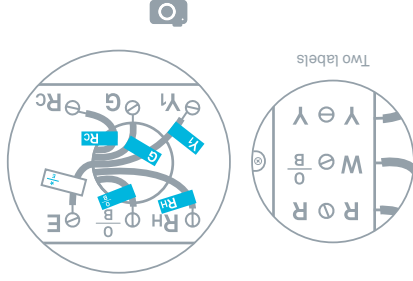 R R
W O/B
Y Y
Two labels
RH O/B E
RH O/B
Y1 G Rc
Y1 G Rc